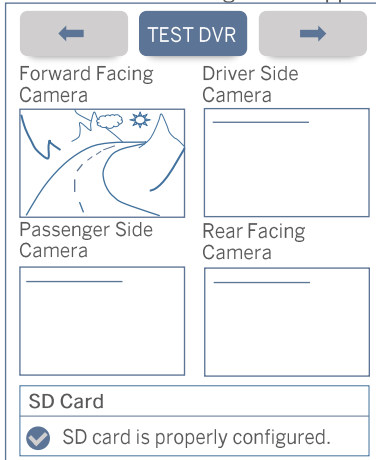 TEST DVR
Forward Facing
Camera
Driver Side
Camera
Passenger Side
Camera
Rear Facing
Camera
SD Card
SD card is properly configured.